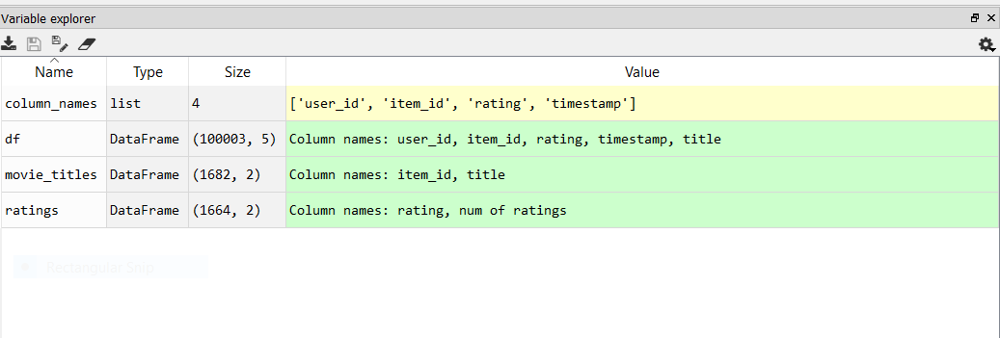 Variable explorer
Name Type Size Value
column_names list 4 ['user_id', 'item_id', 'rating', 'timestamp']
df DataFrame (100003, 5) Column names: user_id, item_id, rating, timestamp, title
movie_titles DataFrame (1682, 2) Column names: item_id, title
ratings DataFrame (1664, 2) Column names: rating, num of ratings
Rectangular Snip